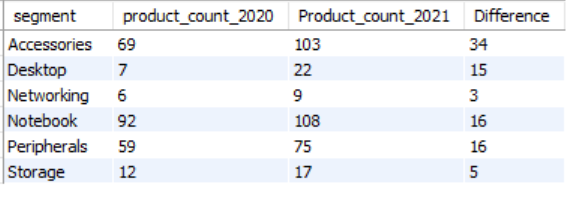 segment product_count_2020 Product_count_2021 Difference
Accessories 69 103 34
Desktop 7 22 15
Networking 6 9 3
Notebook 92 108 16
Peripherals 59 75 16
Storage 12 17 5